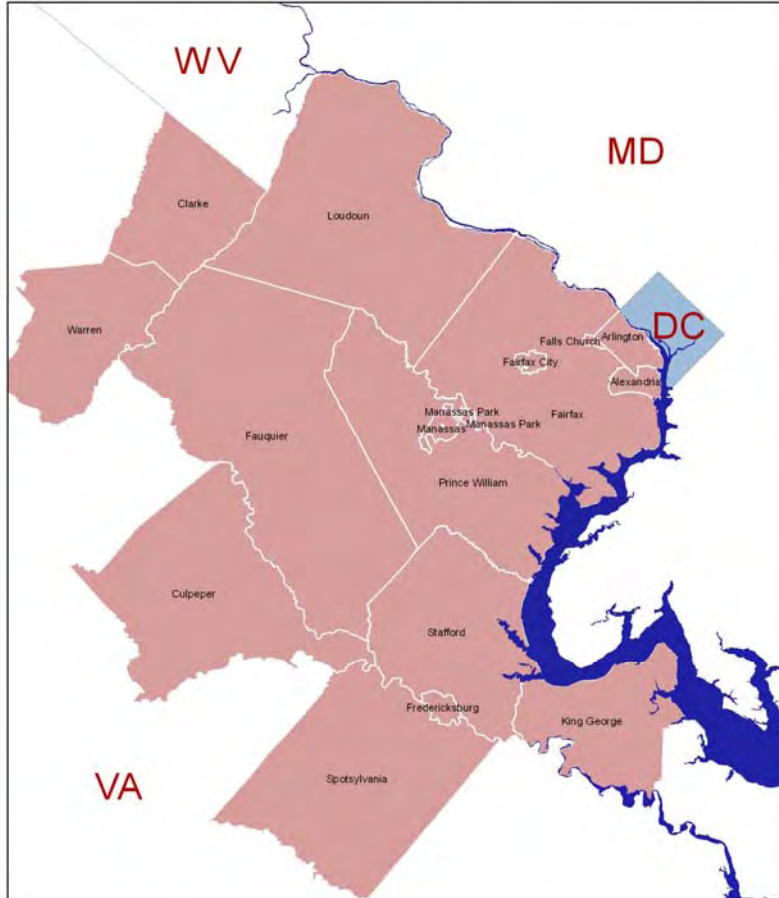 WV
MD
Clarke
Loudoun
DC
Warren
Falls Church
Arlington
Fairfax City
Alexandria
Manassas Park
Fairfax
Manassas
Manassas Park
Fauquier
Prince William
Culpeper
Stafford
Fredericksburg
King George
Spotsylvania
VA